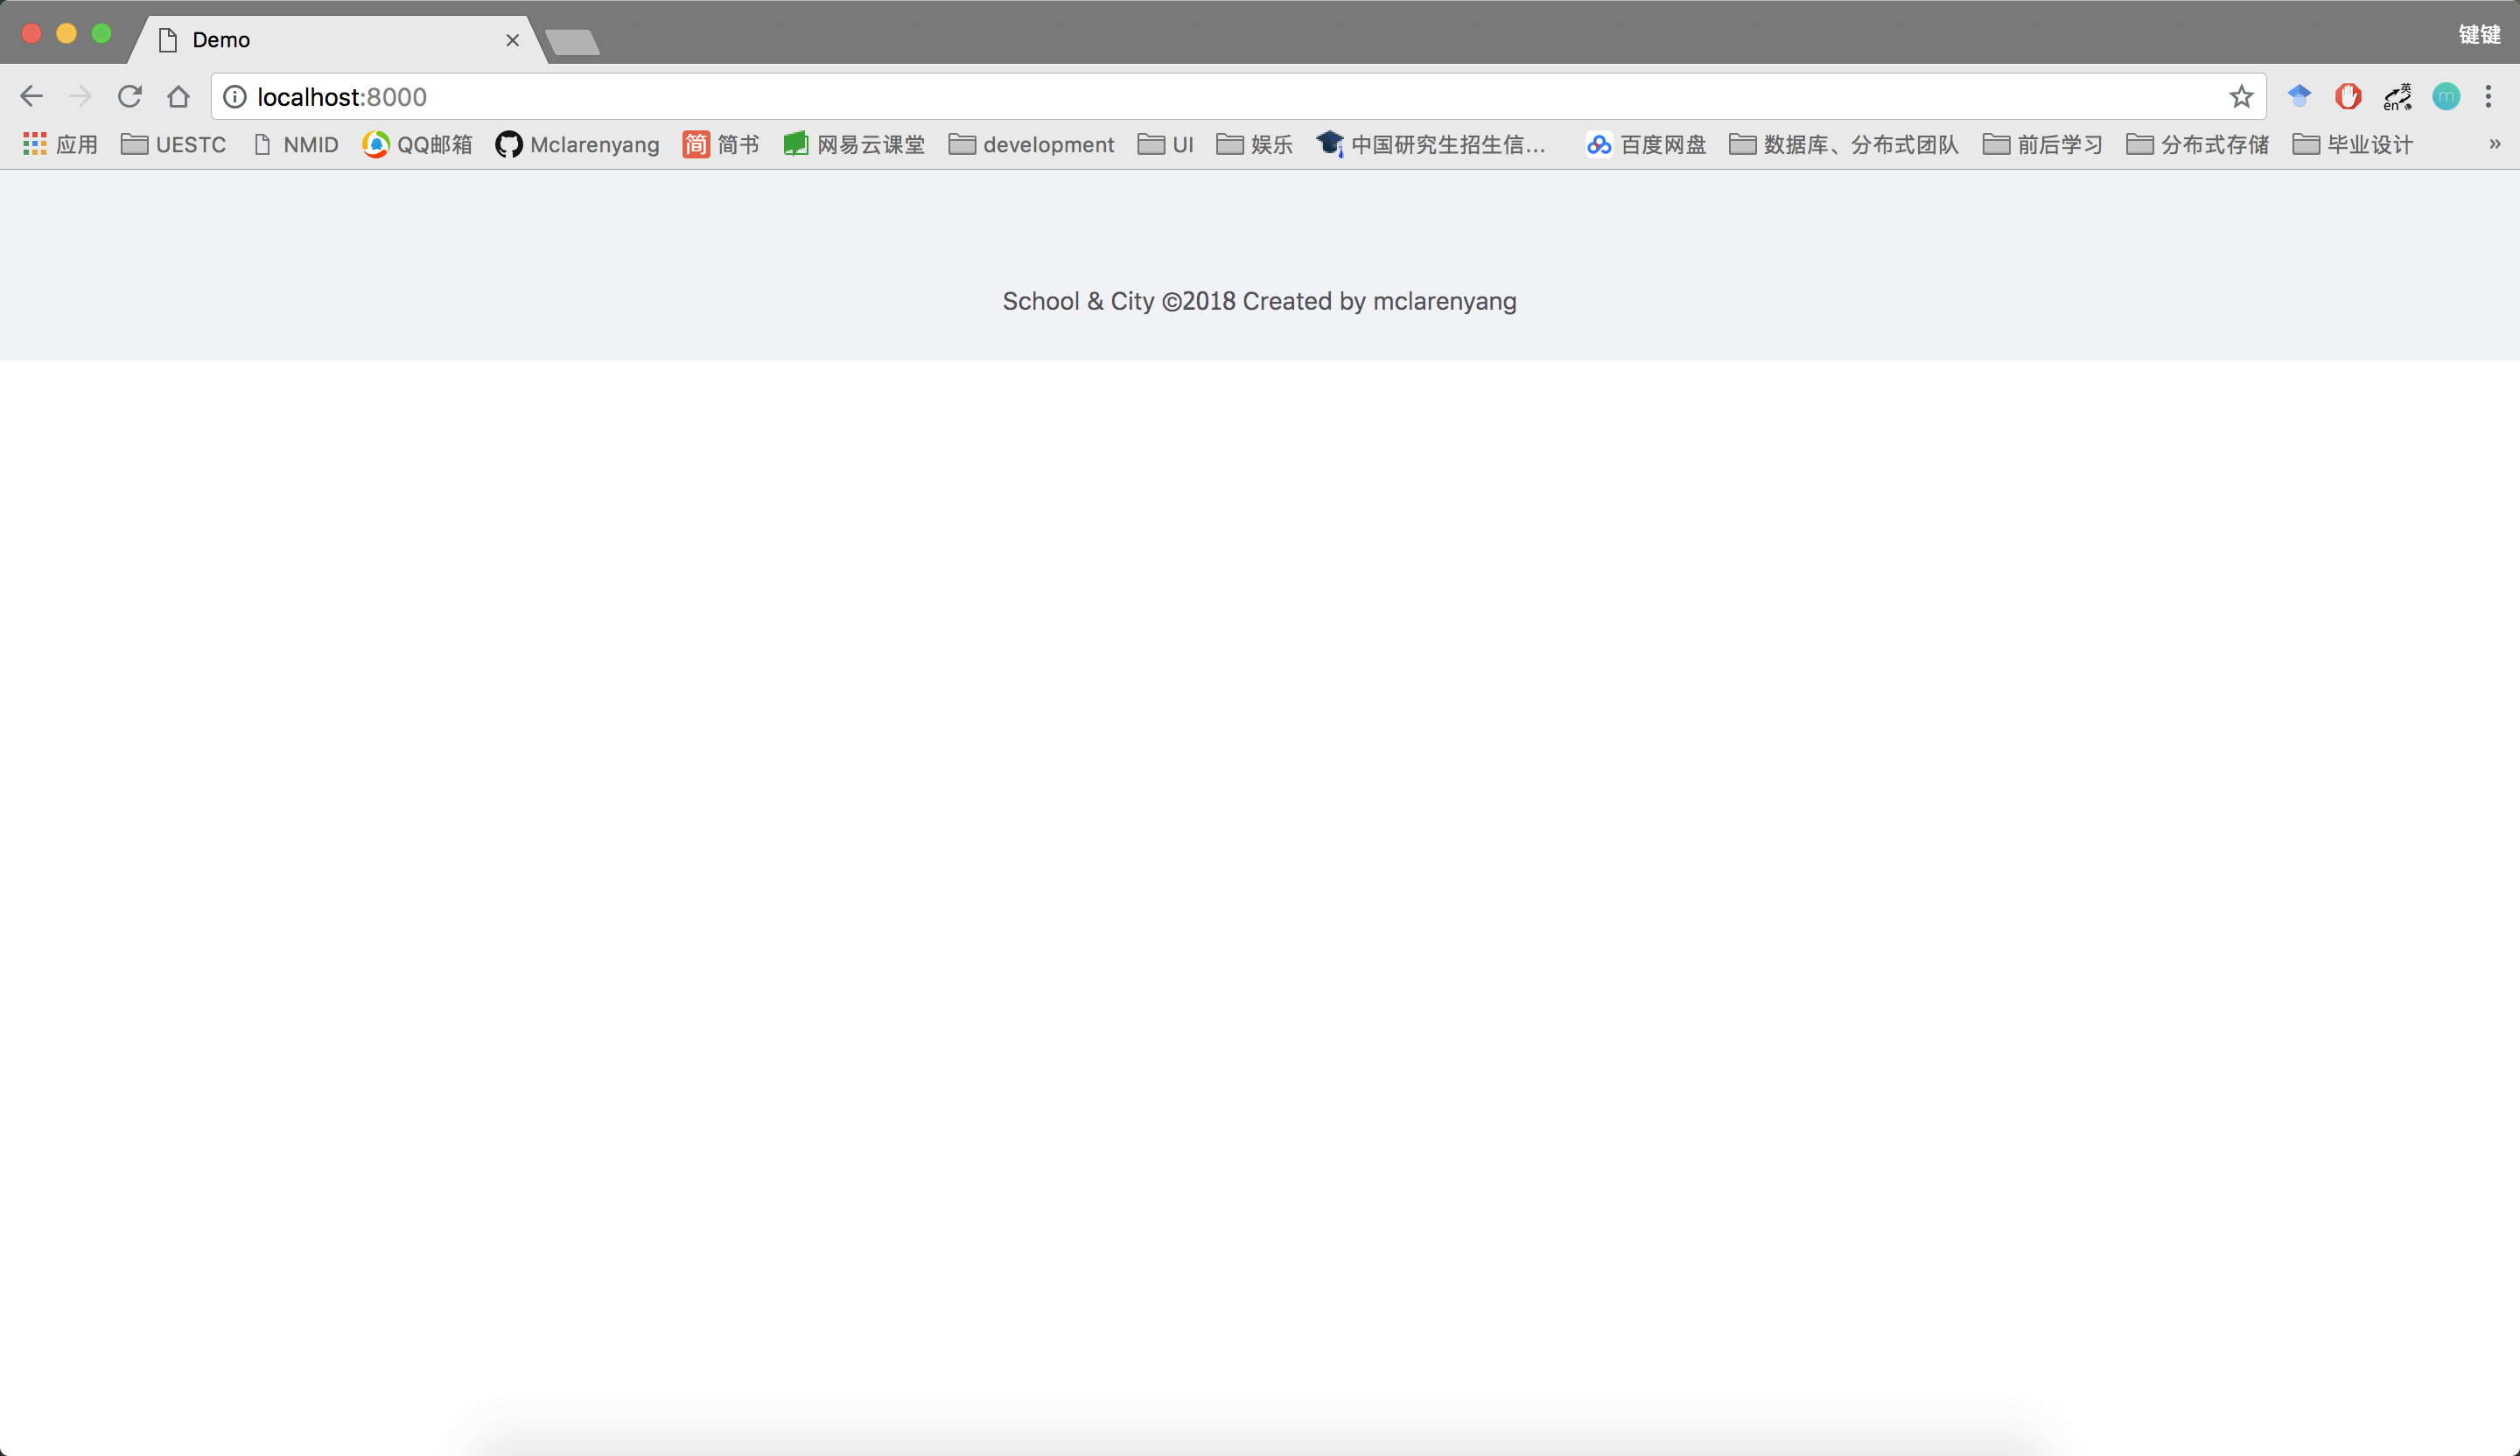 Demo
键键
localhost:8000
应用 UESTC NMID QQ邮箱 Mclarenyang 简 简书 网易云课堂 development UI 娱乐 中国研究生招生信... 百度网盘 数据库、分布式团队 前后学习 分布式存储 毕业设计 »
英
en
m
School & City ©2018 Created by mclarenyang